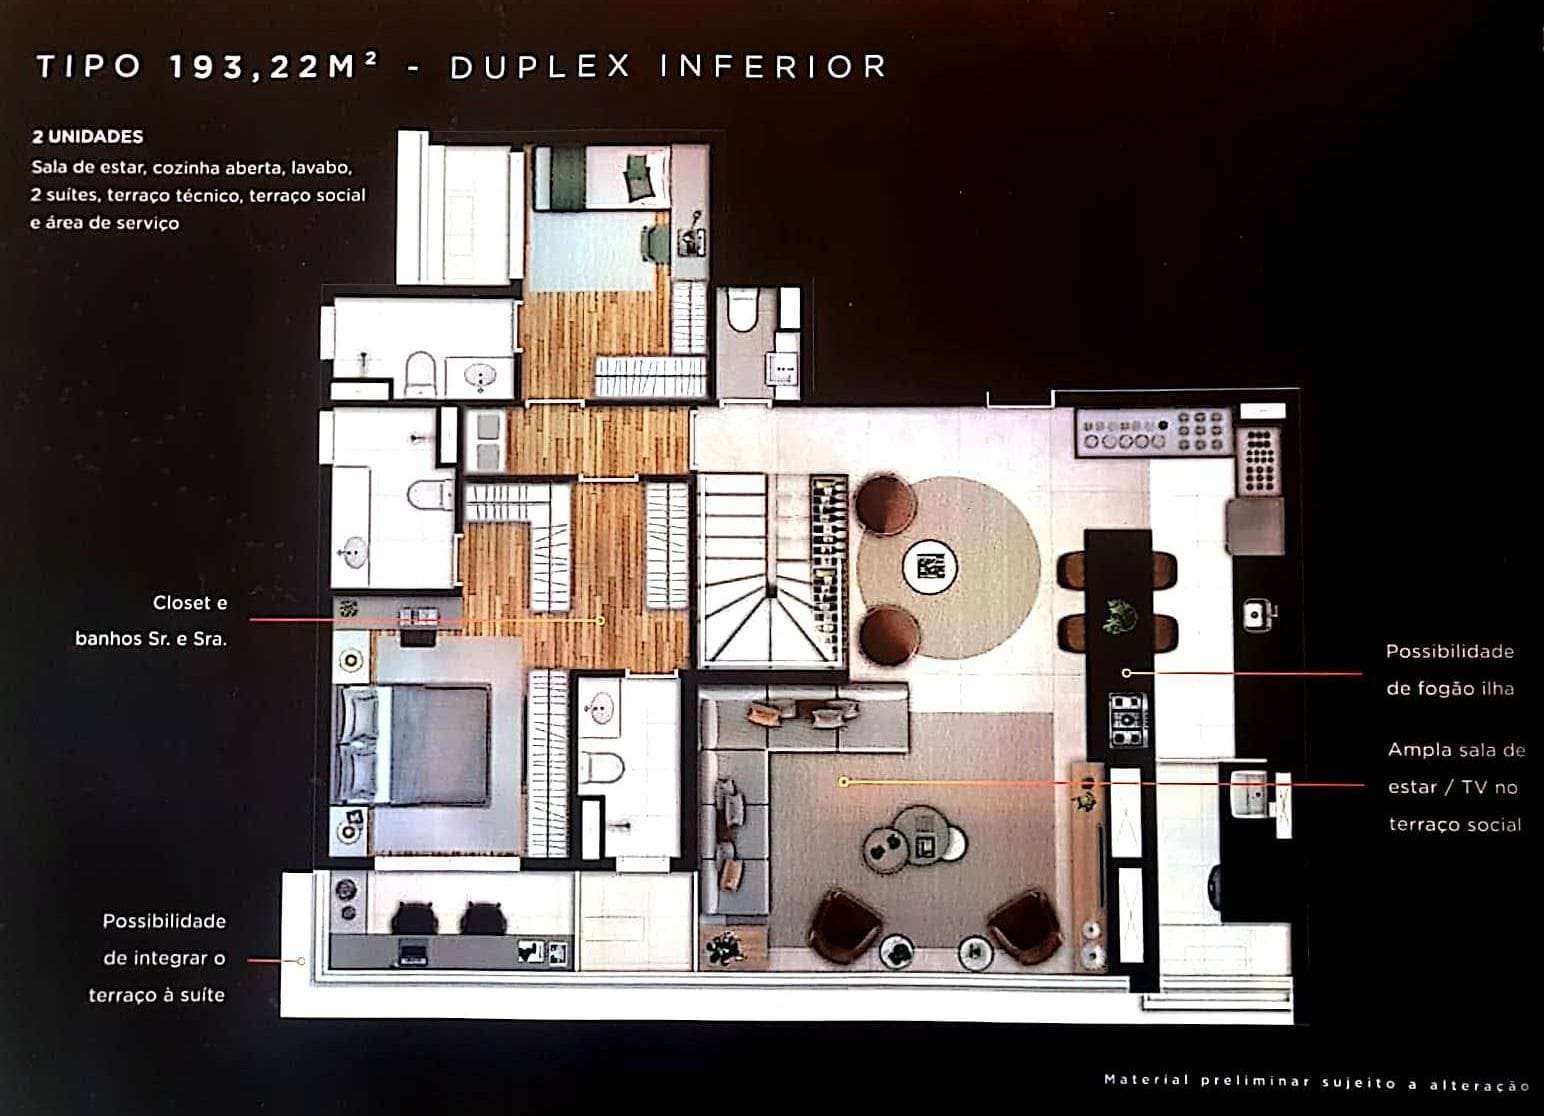 TIPO 193,22M² - DUPLEX INFERIOR
2 UNIDADES
Sala de estar, cozinha aberta, lavabo,
2 suítes, terraço técnico, terraço social
e área de serviço
Closet e
banhos Sr. e Sra.
Possibilidade
de fogão ilha
Ampla sala de
estar / TV no
terraço social
Possibilidade
de integrar o
terraço à suíte
Material preliminar sujeito a alteração